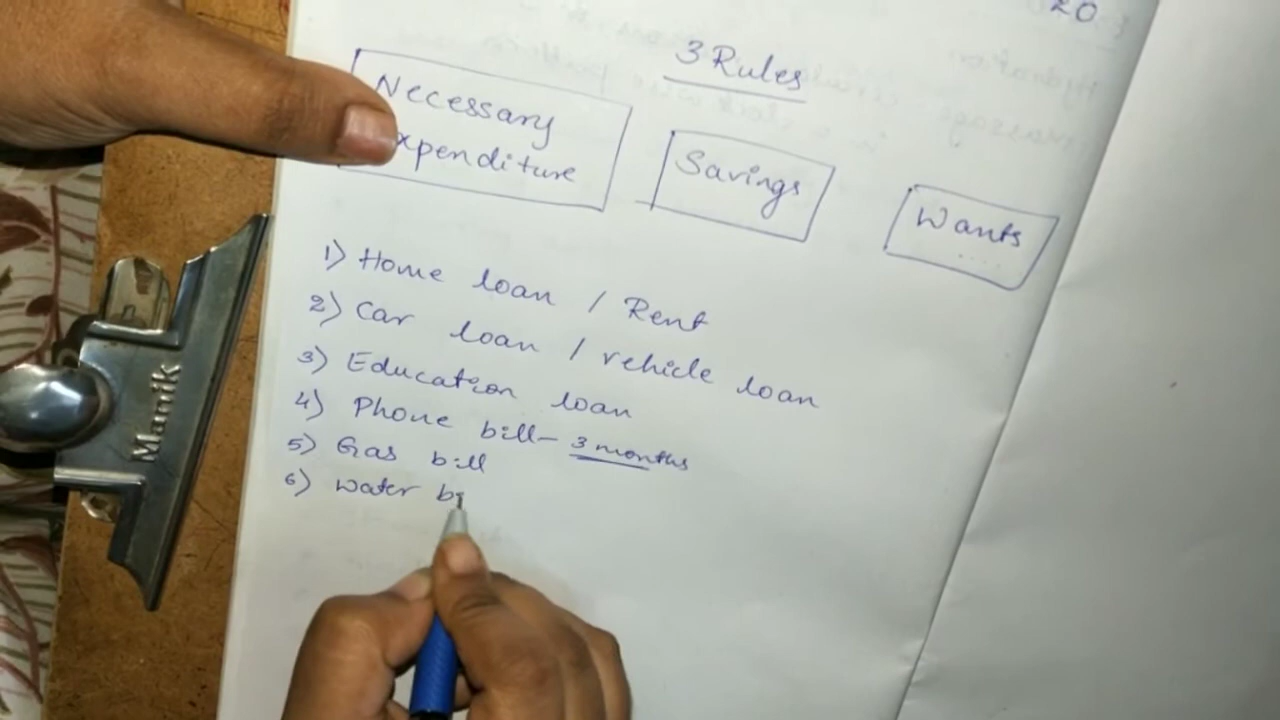 20
3 Rules
Necessary
xpenditure
Savings
Wants
1) Home loan / Rent
2) Car loan / vehicle loan
3) Education loan
4) Phone bill- 3 months
5) Gas bill
6) Water bi
Manik